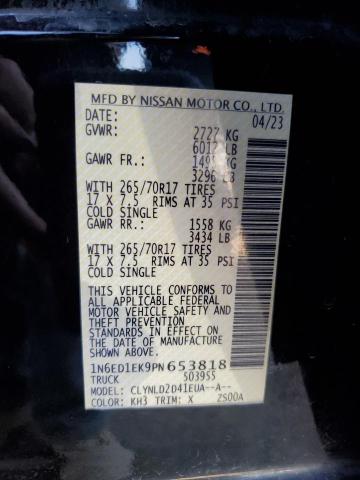 MFD BY NISSAN MOTOR CO., LTD.
DATE: 04/23
GVWR: 2727 KG
6012 LB
GAWR FR.: 1495 KG
3296 LB
WITH 265/70R17 TIRES
17 X 7.5 RIMS AT 35 PSI
COLD SINGLE
GAWR RR.: 1558 KG
3434 LB
WITH 265/70R17 TIRES
17 X 7.5 RIMS AT 35 PSI
COLD SINGLE
THIS VEHICLE CONFORMS TO
ALL APPLICABLE FEDERAL
MOTOR VEHICLE SAFETY
AND THEFT PREVENTION
STANDARDS IN EFFECT ON
THE DATE OF MANUFACTURE
SHOWN ABOVE.
1N6ED1EK9PN653818
TRUCK 503955
MODEL: CLYNLD2D41EUA--A--
COLOR: KH3 TRIM: X ZS00A